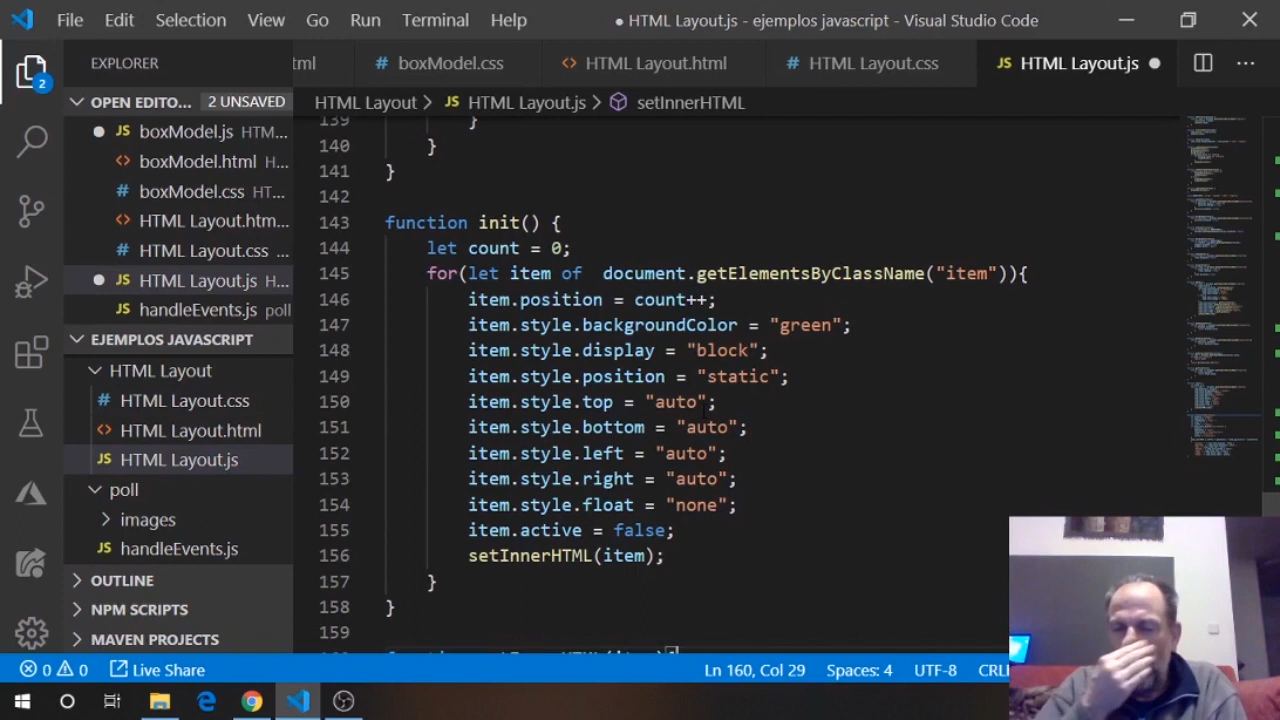 File Edit Selection View Go Run Terminal Help ● HTML Layout.js - ejemplos javascript - Visual Studio Code
EXPLORER
tml
# boxModel.css
<> HTML Layout.html
# HTML Layout.css
JS HTML Layout.js ●
2
OPEN EDITO... 2 UNSAVED
JS boxModel.js HTM...
<> boxModel.html H...
# boxModel.css HT...
<> HTML Layout.htm...
# HTML Layout.css ...
JS HTML Layout.js H...
JS handleEvents.js poll
EJEMPLOS JAVASCRIPT
HTML Layout
# HTML Layout.css
<> HTML Layout.html
JS HTML Layout.js
poll
images
JS handleEvents.js
OUTLINE
NPM SCRIPTS
MAVEN PROJECTS
HTML Layout > JS HTML Layout.js > setInnerHTML
139 }
140 }
141 }
142
143 function init() {
144 let count = 0;
145 for(let item of  document.getElementsByClassName("item")){
146 item.position = count++;
147 item.style.backgroundColor = "green";
148 item.style.display = "block";
149 item.style.position = "static";
150 item.style.top = "auto";
151 item.style.bottom = "auto";
152 item.style.left = "auto";
153 item.style.right = "auto";
154 item.style.float = "none";
155 item.active = false;
156 setInnerHTML(item);
157 }
158 }
159
0 0 Live Share Ln 160, Col 29 Spaces: 4 UTF-8 CRL